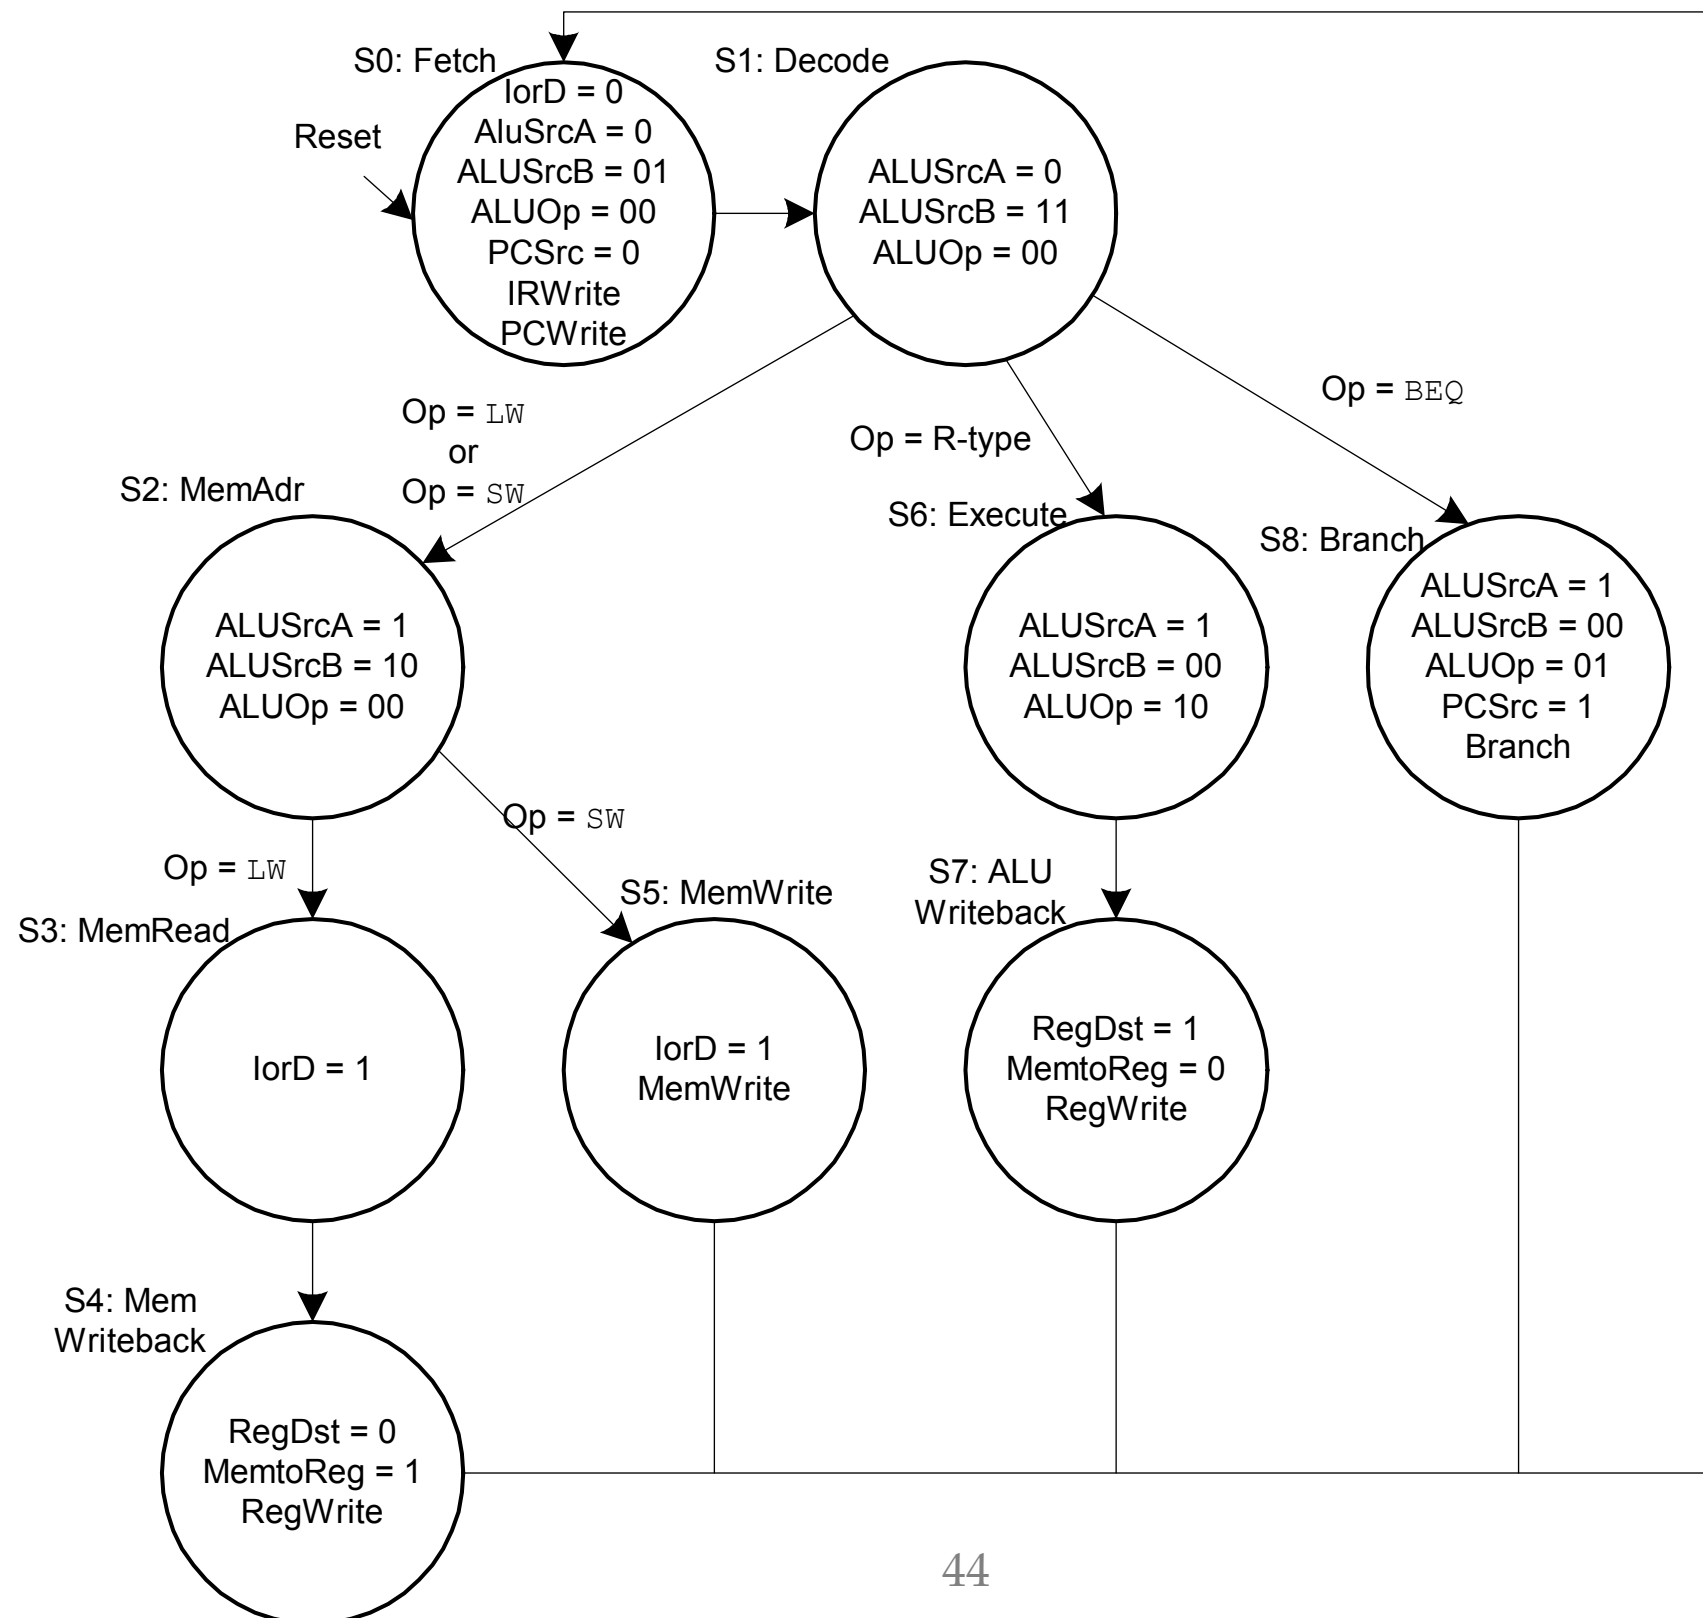 S0: Fetch
IorD = 0
AluSrcA = 0
ALUSrcB = 01
ALUOp = 00
PCSrc = 0
IRWrite
PCWrite
Reset
S1: Decode
ALUSrcA = 0
ALUSrcB = 11
ALUOp = 00
Op = LW
or
Op = SW
Op = R-type
Op = BEQ
S2: MemAdr
ALUSrcA = 1
ALUSrcB = 10
ALUOp = 00
S6: Execute
ALUSrcA = 1
ALUSrcB = 00
ALUOp = 10
S8: Branch
ALUSrcA = 1
ALUSrcB = 00
ALUOp = 01
PCSrc = 1
Branch
Op = LW
Op = SW
S3: MemRead
IorD = 1
S5: MemWrite
IorD = 1
MemWrite
S7: ALU
Writeback
RegDst = 1
MemtoReg = 0
RegWrite
S4: Mem
Writeback
RegDst = 0
MemtoReg = 1
RegWrite
44